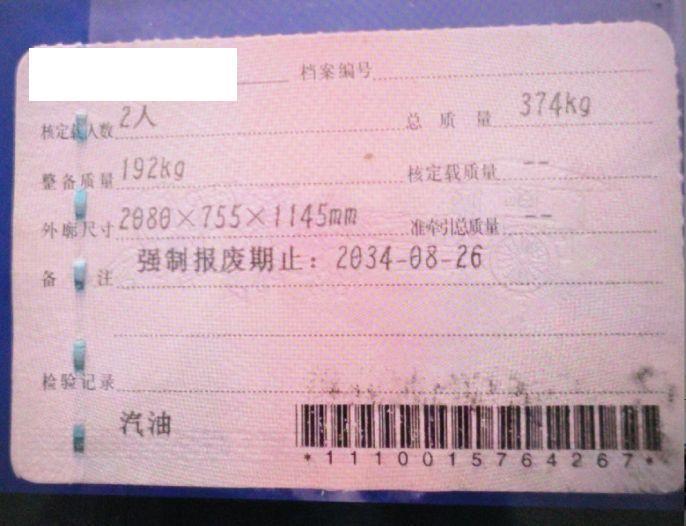 档案编号
核定载人数 2人 总质量 374kg
整备质量 192kg 核定载质量 --
外廓尺寸 2080×755×1145mm 准牵引总质量 --
备注 强制报废期止：2034-08-26
检验记录
汽油
*1110015764267*